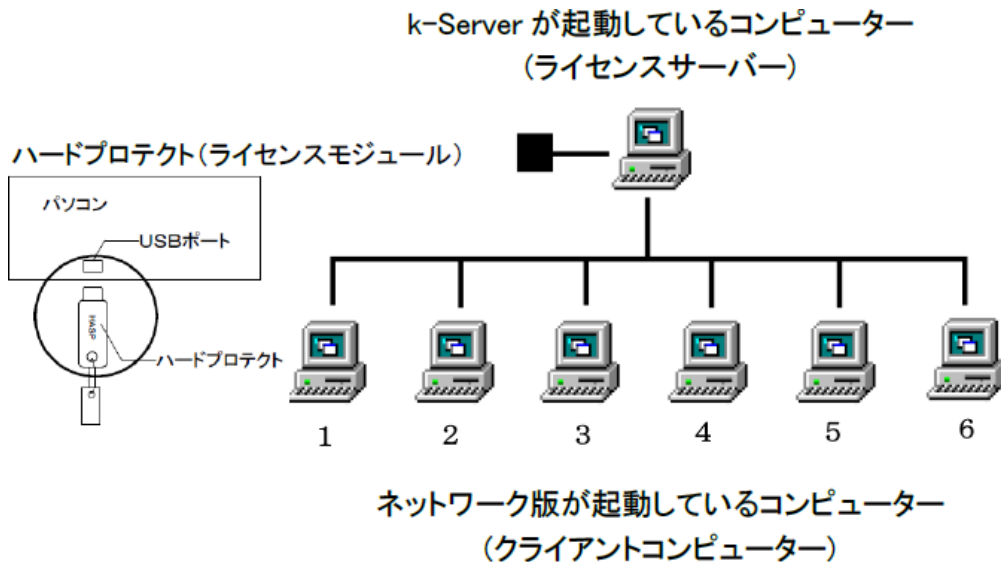 k-Server が起動しているコンピューター
(ライセンスサーバー)
ハードプロテクト(ライセンスモジュール)
パソコン
USBポート
HASP
ハードプロテクト
1 2 3 4 5 6
ネットワーク版が起動しているコンピューター
(クライアントコンピューター)